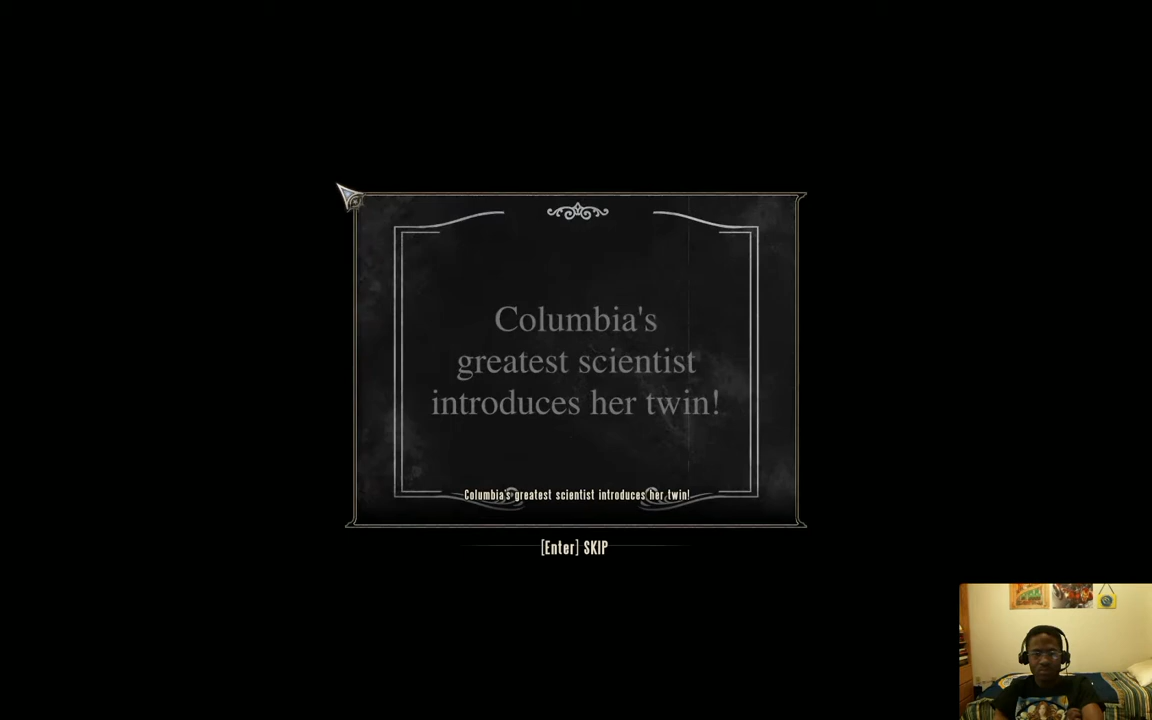 Columbia's
greatest scientist
introduces her twin!
Columbia's greatest scientist introduces her twin!
[Enter] SKIP